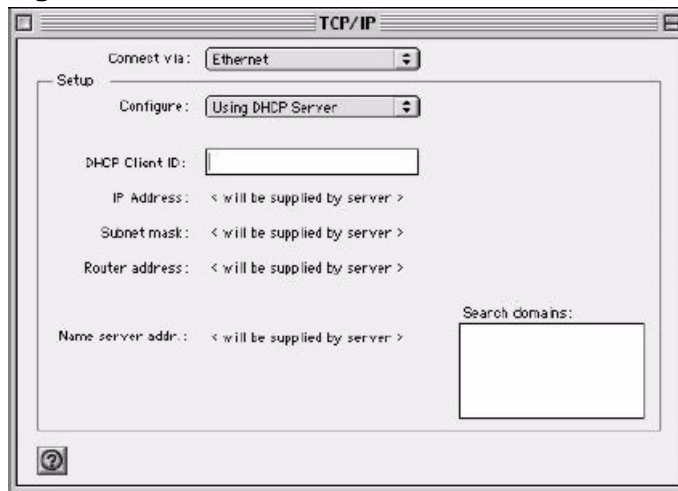 TCP/IP
Connect via: Ethernet
Setup
Configure: Using DHCP Server
DHCP Client ID:
IP Address: < will be supplied by server >
Subnet mask: < will be supplied by server >
Router address: < will be supplied by server >
Search domains:
Name server addr.: < will be supplied by server >
?